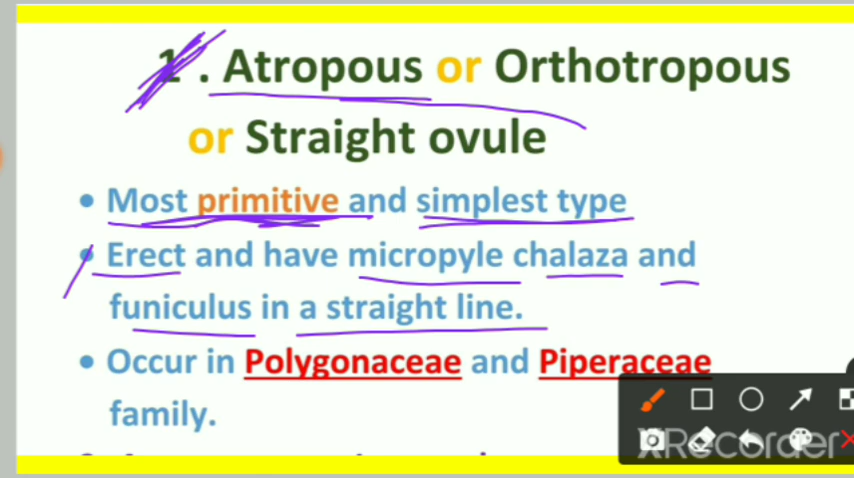 1 . Atropous or Orthotropous
or Straight ovule
• Most primitive and simplest type
• Erect and have micropyle chalaza and
funiculus in a straight line.
• Occur in Polygonaceae and Piperaceae
family.
XRecorder